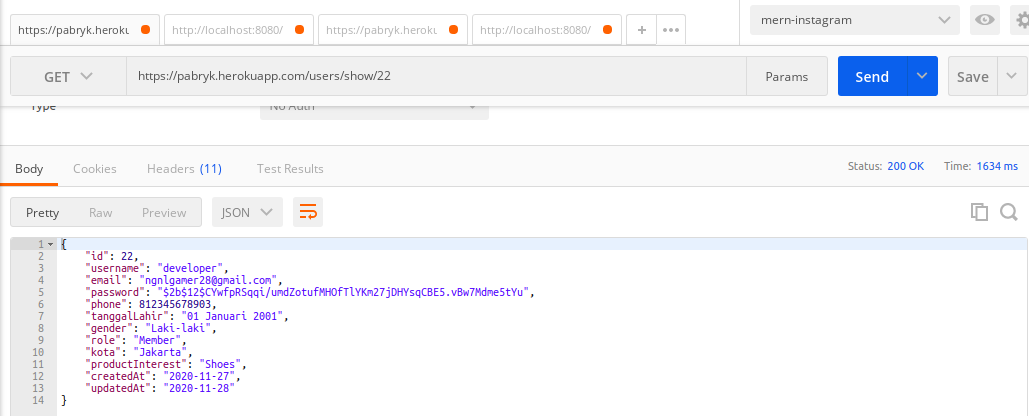 https://pabryk.heroku
http://localhost:8080/
https://pabryk.heroku
http://localhost:8080/
+
•••
mern-instagram
GET
https://pabryk.herokuapp.com/users/show/22
Params
Send
Save
Type
No Auth
Body
Cookies
Headers (11)
Test Results
Status: 200 OK
Time: 1634 ms
Pretty
Raw
Preview
JSON
1 {
2 "id": 22,
3 "username": "developer",
4 "email": "ngnlgamer28@gmail.com",
5 "password": "$2b$12$CYwfpRSqqi/umdZotufMHOfTlYKm27jDHYsqCBE5.vBw7Mdme5tYu",
6 "phone": 812345678903,
7 "tanggalLahir": "01 Januari 2001",
8 "gender": "Laki-laki",
9 "role": "Member",
10 "kota": "Jakarta",
11 "productInterest": "Shoes",
12 "createdAt": "2020-11-27",
13 "updatedAt": "2020-11-28"
14 }